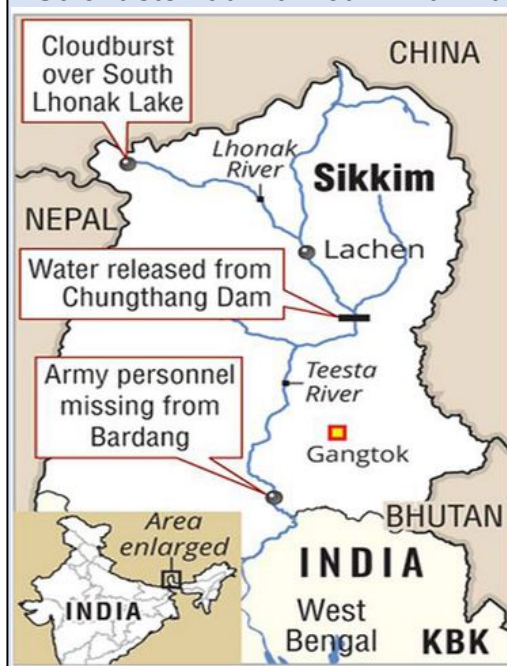 Cloudburst
over South
Lhonak Lake
CHINA
Lhonak
River
Sikkim
NEPAL
Lachen
Water released from
Chungthang Dam
Army personnel
missing from
Bardang
Teesta
River
Gangtok
BHUTAN
Area
enlarged
INDIA
INDIA
West
Bengal
KBK